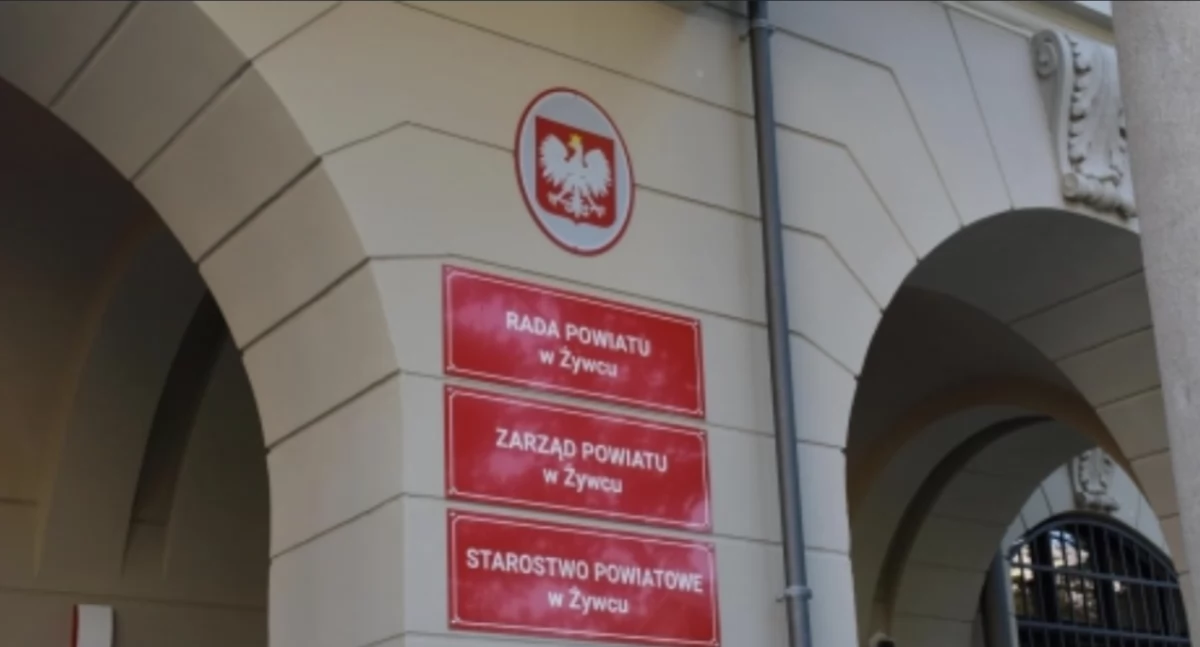 RADA POWIATU
w Żywcu
ZARZĄD POWIATU
w Żywcu
STAROSTWO POWIATOWE
w Żywcu